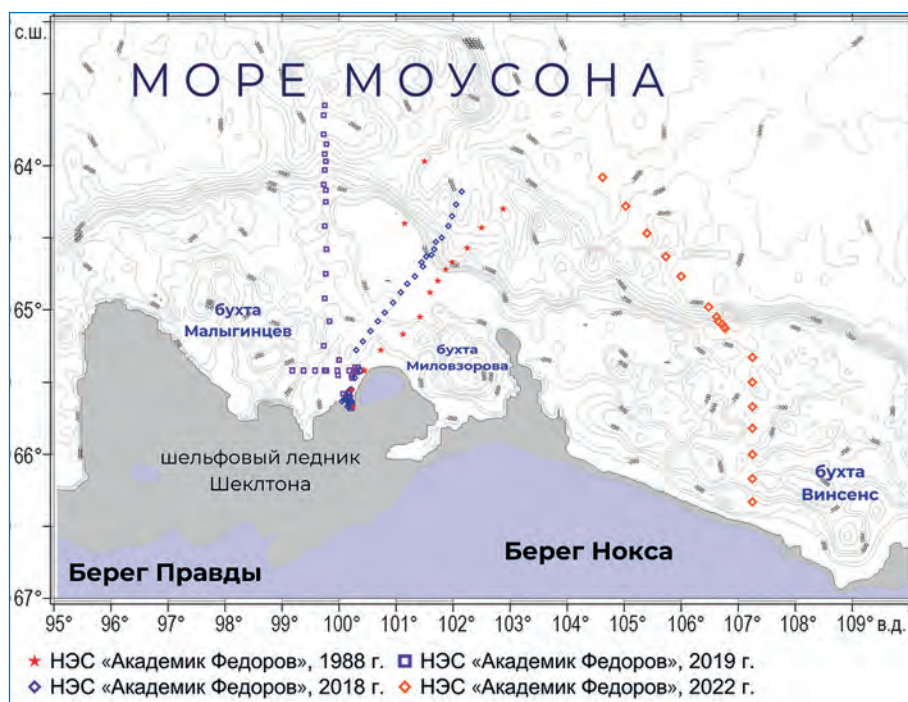 с.ш.
МОРЕ МОУСОНА
64°
65°
66°
67°
бухта
Малыгинцев
бухта
Миловзорова
шельфовый ледник
Шеклтона
бухта
Винсенс
Берег Правды
Берег Нокса
95° 96° 97° 98° 99° 100° 101° 102° 103° 104° 105° 106° 107° 108° 109° в.д.
НЭС «Академик Федоров», 1988 г.
НЭС «Академик Федоров», 2019 г.
НЭС «Академик Федоров», 2018 г.
НЭС «Академик Федоров», 2022 г.